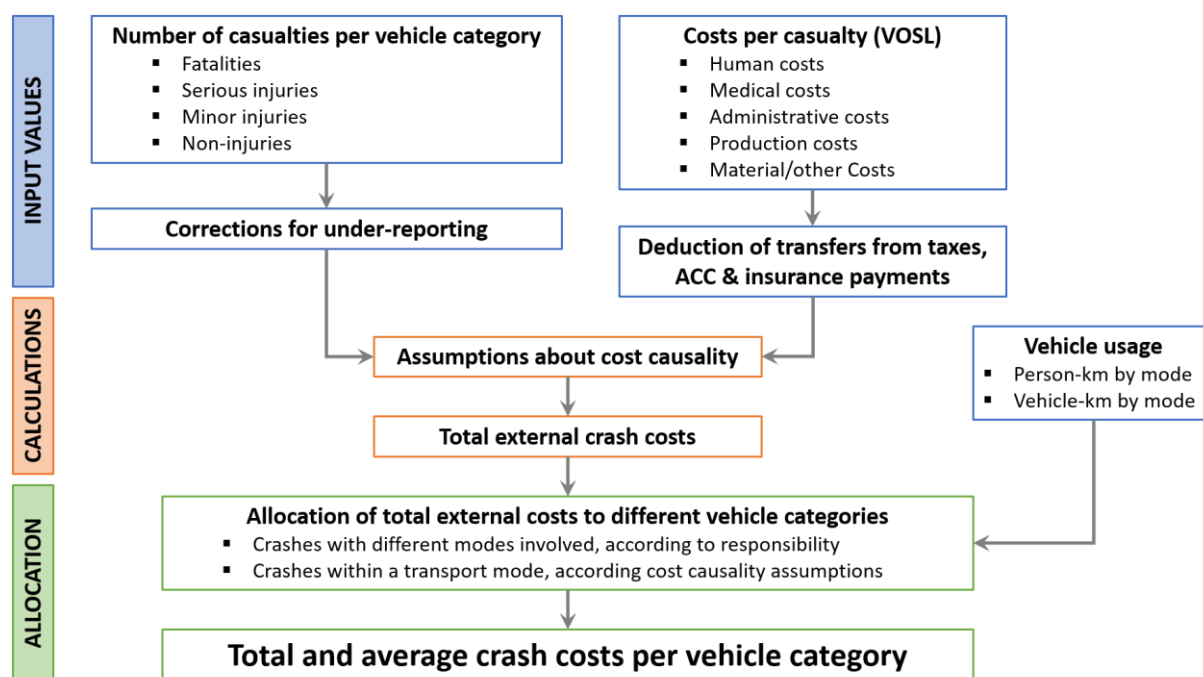 INPUT VALUES
Number of casualties per vehicle category
▪ Fatalities
▪ Serious injuries
▪ Minor injuries
▪ Non-injuries
Costs per casualty (VOSL)
▪ Human costs
▪ Medical costs
▪ Administrative costs
▪ Production costs
▪ Material/other Costs
Corrections for under-reporting
Deduction of transfers from taxes,
ACC & insurance payments
CALCULATIONS
Assumptions about cost causality
Vehicle usage
▪ Person-km by mode
▪ Vehicle-km by mode
Total external crash costs
ALLOCATION
Allocation of total external costs to different vehicle categories
▪ Crashes with different modes involved, according to responsibility
▪ Crashes within a transport mode, according cost causality assumptions
Total and average crash costs per vehicle category